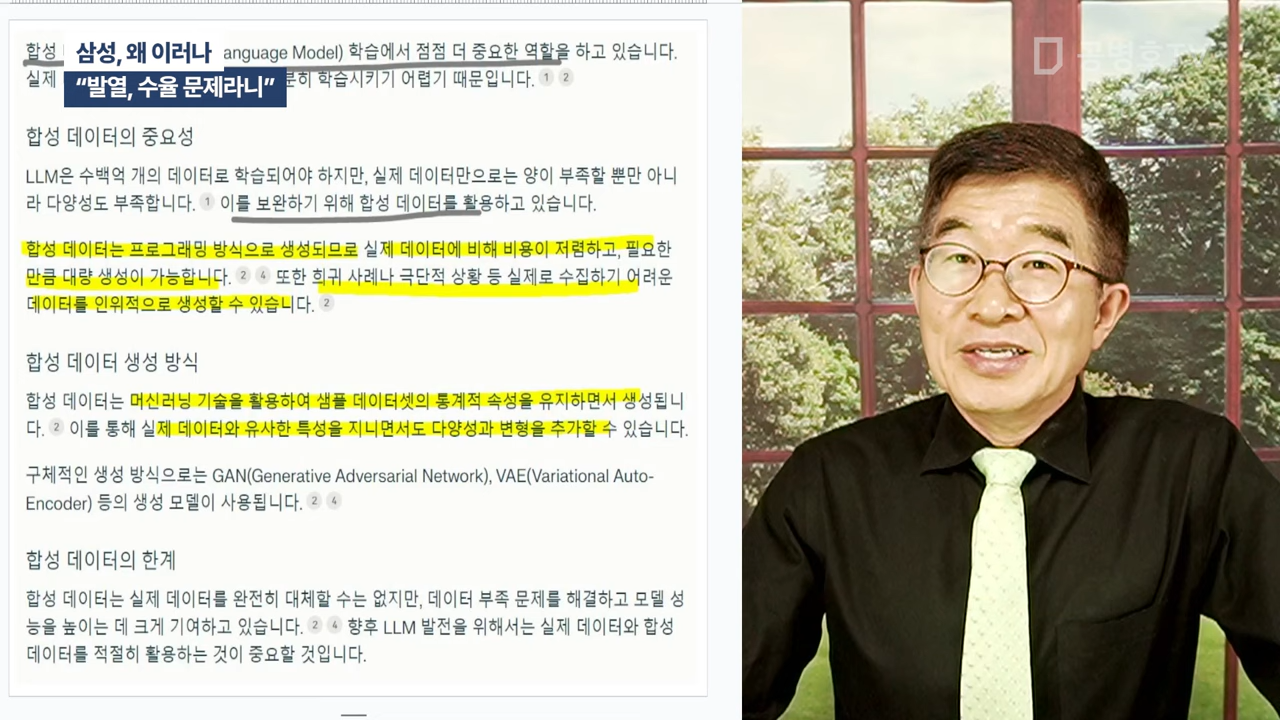 삼성, 왜 이러나
“발열, 수율 문제라니”
합성 anguage Model) 학습에서 점점 더 중요한 역할을 하고 있습니다.
실제 분히 학습시키기 어렵기 때문입니다. 1 2
합성 데이터의 중요성
LLM은 수백억 개의 데이터로 학습되어야 하지만, 실제 데이터만으로는 양이 부족할 뿐만 아니
라 다양성도 부족합니다. 1 이를 보완하기 위해 합성 데이터를 활용하고 있습니다.
합성 데이터는 프로그래밍 방식으로 생성되므로 실제 데이터에 비해 비용이 저렴하고, 필요한
만큼 대량 생성이 가능합니다. 2 4 또한 희귀 사례나 극단적 상황 등 실제로 수집하기 어려운
데이터를 인위적으로 생성할 수 있습니다. 2
합성 데이터 생성 방식
합성 데이터는 머신러닝 기술을 활용하여 샘플 데이터셋의 통계적 속성을 유지하면서 생성됩니
다. 2 이를 통해 실제 데이터와 유사한 특성을 지니면서도 다양성과 변형을 추가할 수 있습니다.
구체적인 생성 방식으로는 GAN(Generative Adversarial Network), VAE(Variational Auto-
Encoder) 등의 생성 모델이 사용됩니다. 2 4
합성 데이터의 한계
합성 데이터는 실제 데이터를 완전히 대체할 수는 없지만, 데이터 부족 문제를 해결하고 모델 성
능을 높이는 데 크게 기여하고 있습니다. 2 4 향후 LLM 발전을 위해서는 실제 데이터와 합성
데이터를 적절히 활용하는 것이 중요할 것입니다.
공병호